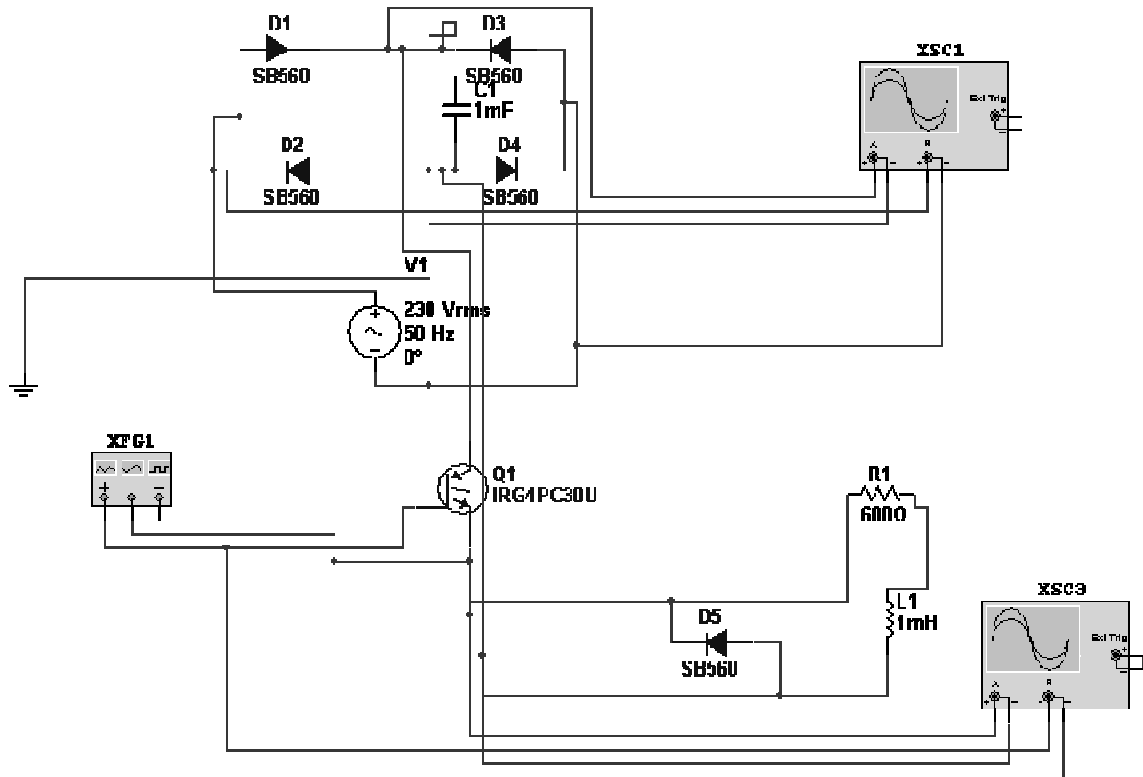 D1
SB560
D3
SB560
C1
1mF
XSC1
Ext Trig
+
-
A
B
+
-
+
-
D2
SB560
D4
SB560
V1
230 Vrms
50 Hz
0°
+
-
XFG1
+
-
Q1
IRG4PC30U
R1
600Ω
L1
1mH
D5
SB560
XSC3
Ext Trig
+
-
A
B
+
-
+
-